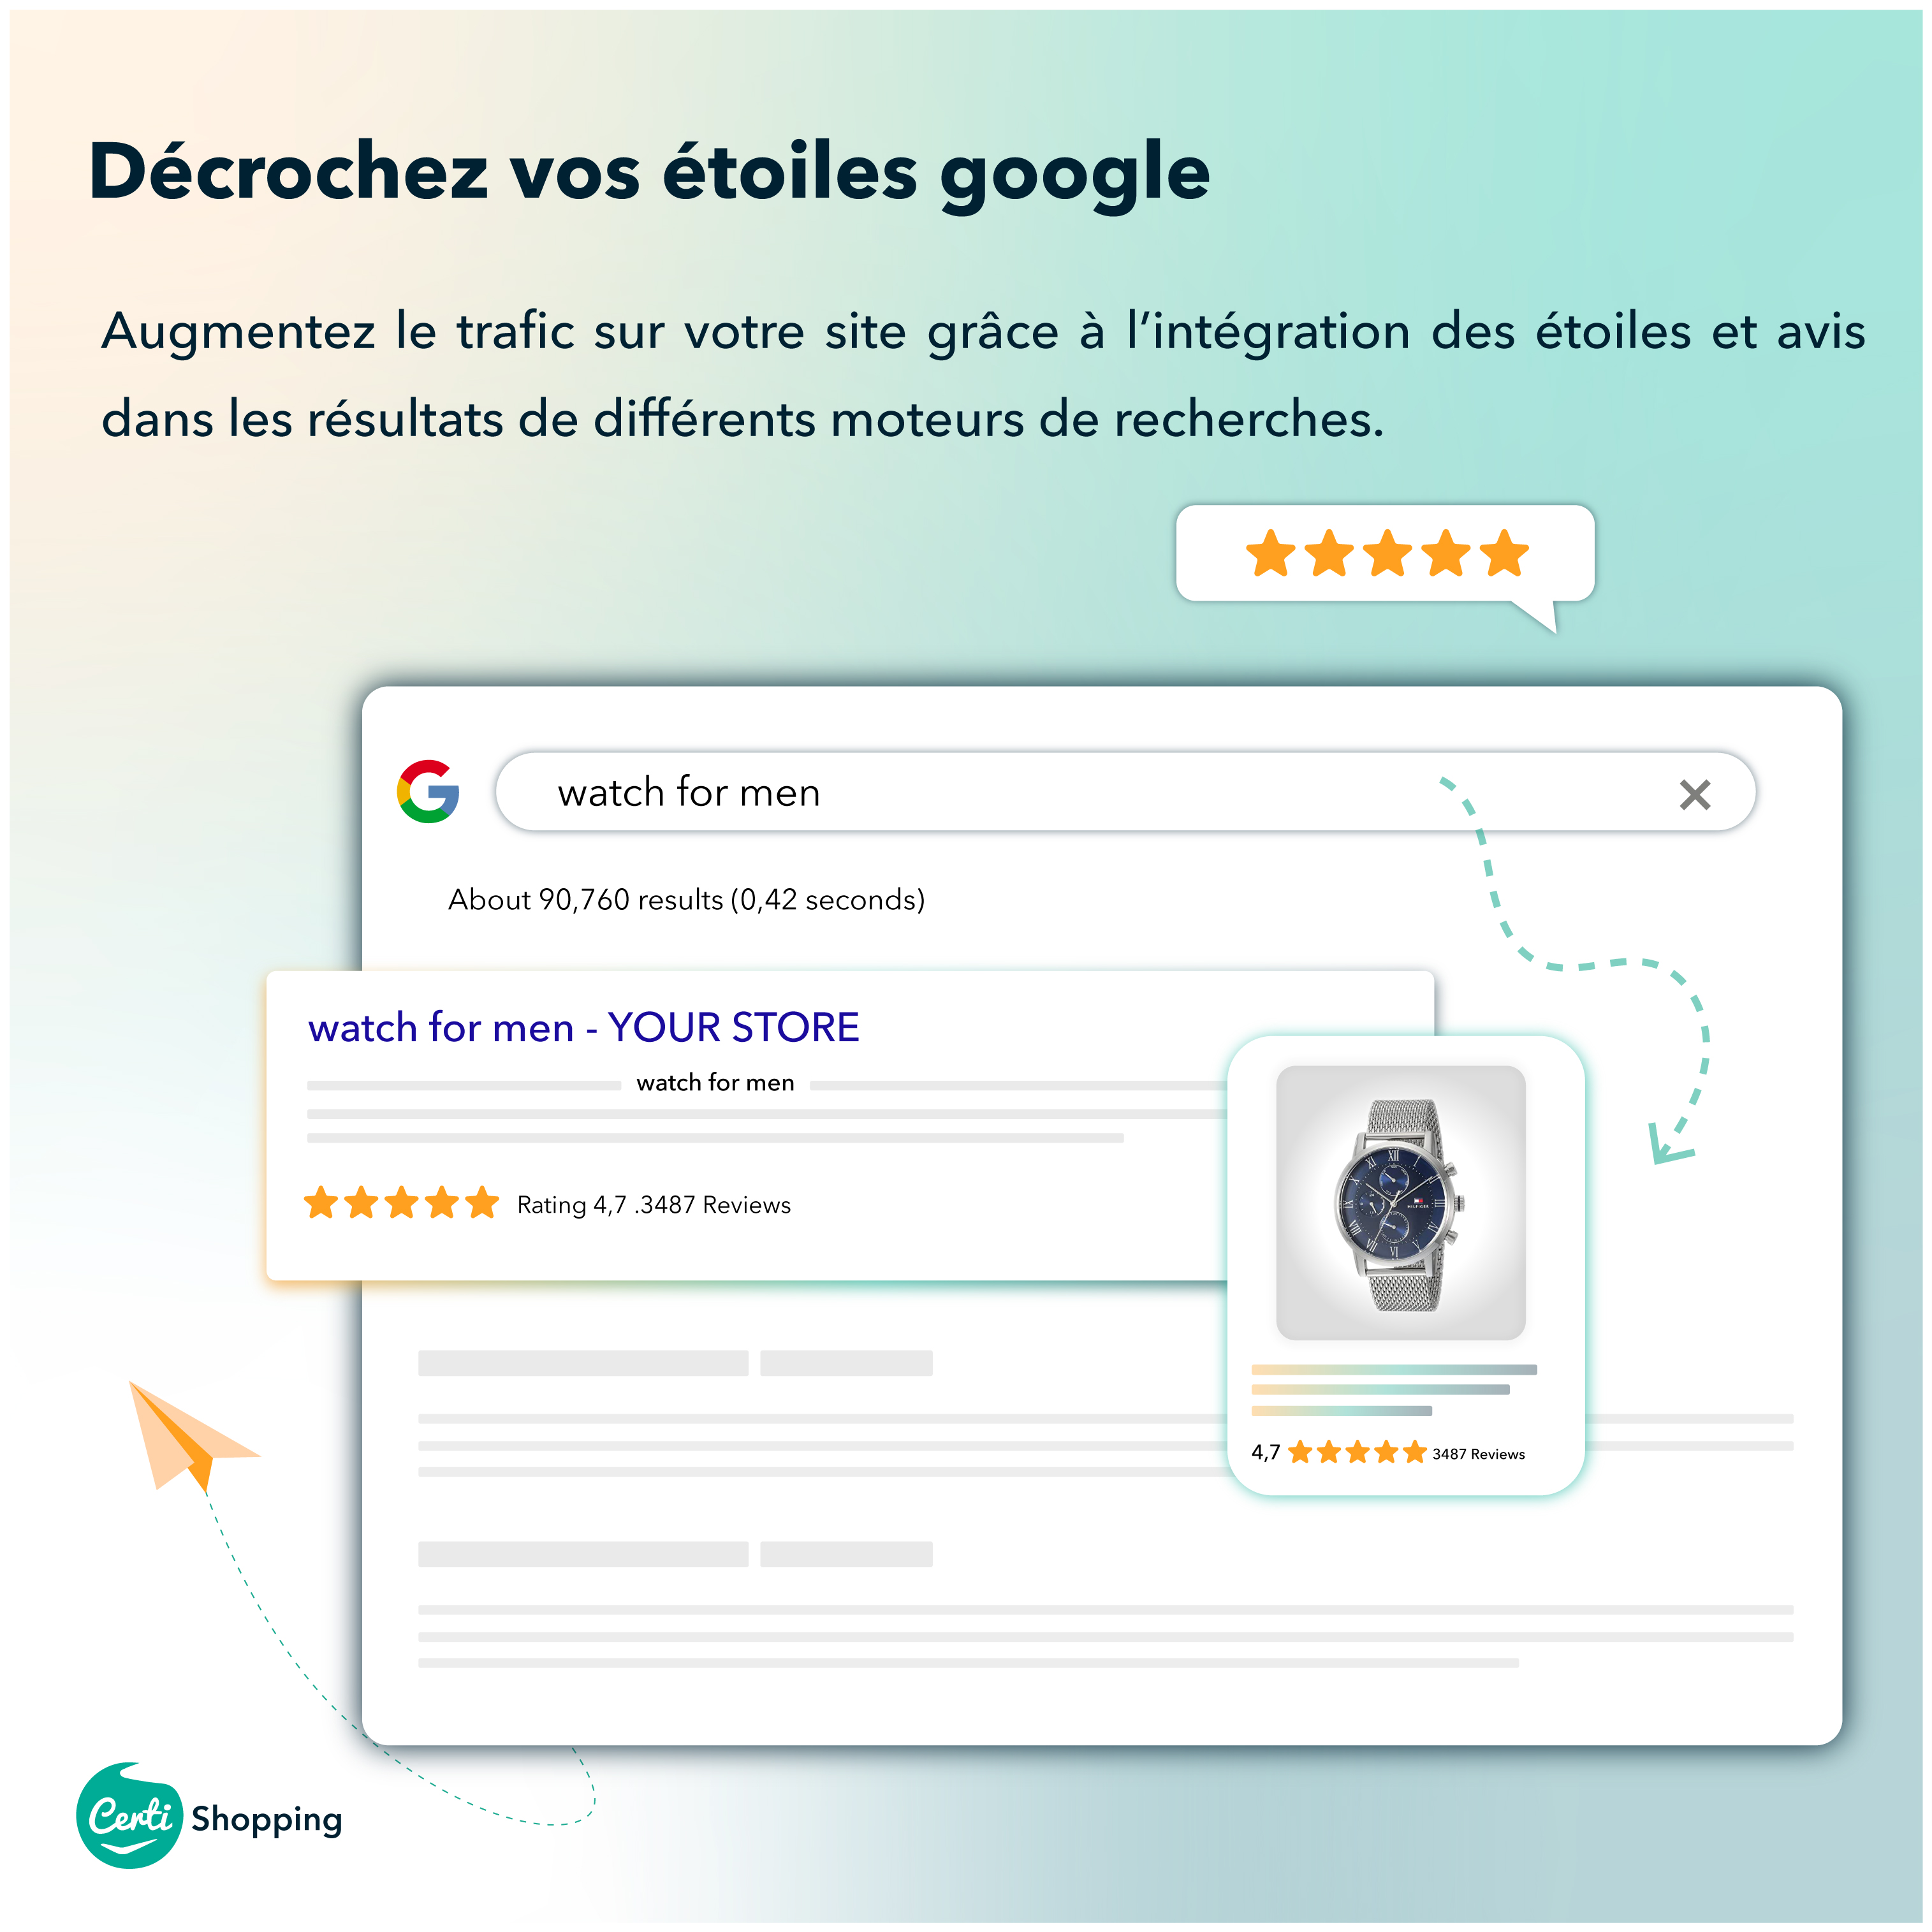 Décrochez vos étoiles google
Augmentez le trafic sur votre site grâce à l’intégration des étoiles et avis
dans les résultats de différents moteurs de recherches.
G
watch for men
About 90,760 results (0,42 seconds)
watch for men - YOUR STORE
watch for men
Rating 4,7 .3487 Reviews
HILFIGER
4,7
3487 Reviews
Certi Shopping